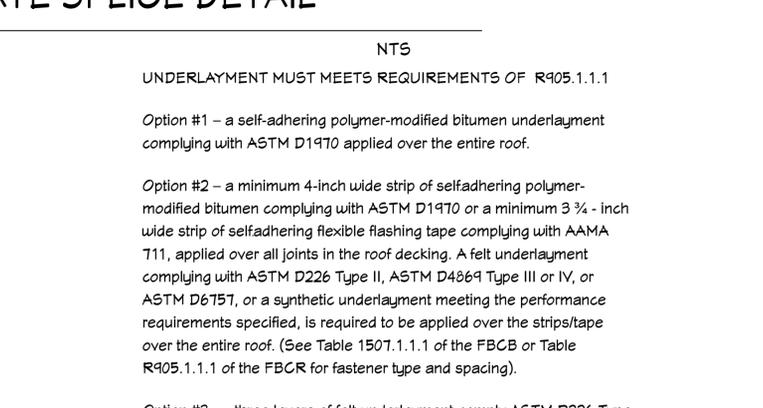 SPLICE DETAIL
NTS
UNDERLAYMENT MUST MEETS REQUIREMENTS OF R905.1.1.1
Option #1 – a self-adhering polymer-modified bitumen underlayment
complying with ASTM D1970 applied over the entire roof.
Option #2 – a minimum 4-inch wide strip of selfadhering polymer-
modified bitumen complying with ASTM D1970 or a minimum 3 ¾ - inch
wide strip of selfadhering flexible flashing tape complying with AAMA
711, applied over all joints in the roof decking. A felt underlayment
complying with ASTM D226 Type II, ASTM D4869 Type III or IV, or
ASTM D6757, or a synthetic underlayment meeting the performance
requirements specified, is required to be applied over the strips/tape
over the entire roof. (See Table 1507.1.1.1 of the FBCB or Table
R905.1.1.1 of the FBCR for fastener type and spacing).